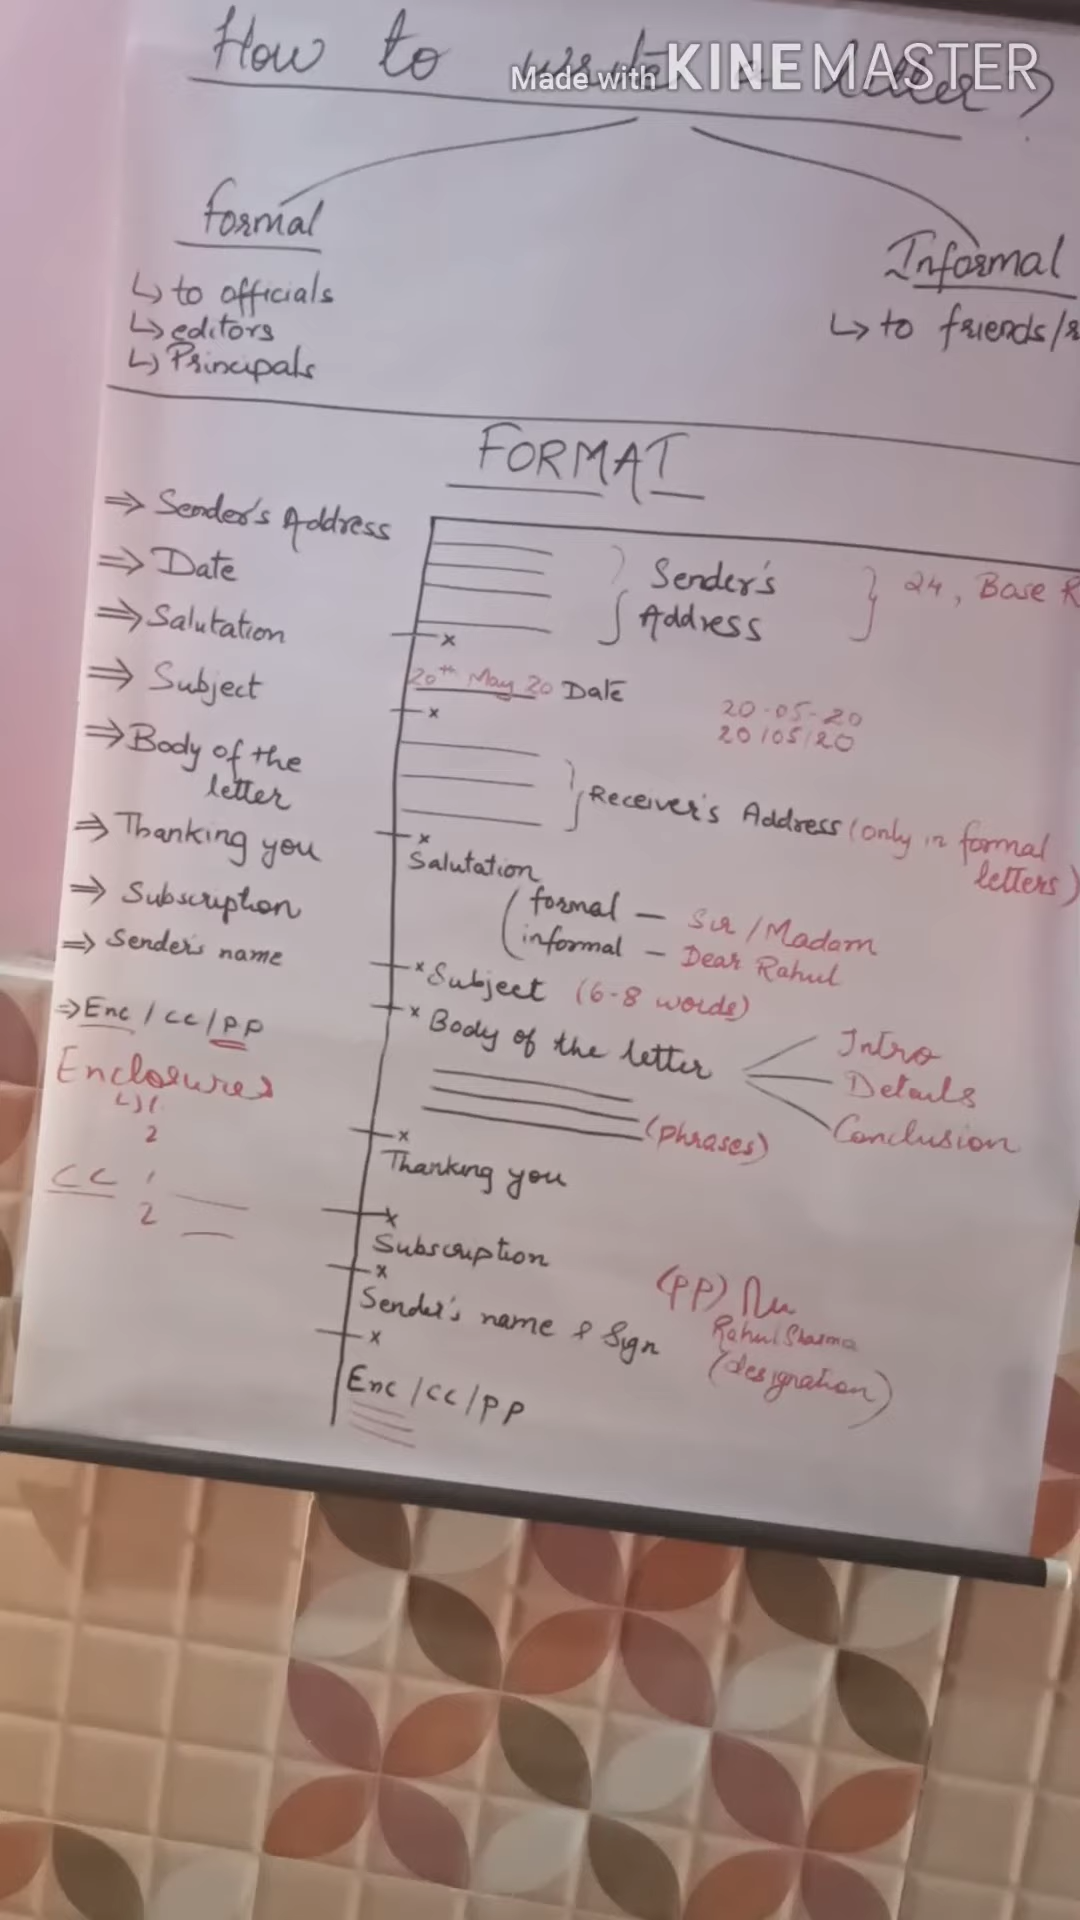 How to write a letter?
Made with KINEMASTER
Formal
↳ to officials
↳ editors
↳ Principals
Informal
↳ to friends/
FORMAT
⇒ Sender's Address
⇒ Date
⇒ Salutation
⇒ Subject
⇒ Body of the
letter
⇒ Thanking you
⇒ Subscription
⇒ Sender's name
⇒ Enc / CC / PP
Enclosures
↳ 1
2
CC 1
2
Sender's
Address
24, Base
20th May 20 Date
20-05-20
20/05/20
Receiver's Address (only in formal
letters)
Salutation
formal — Sir / Madam
informal — Dear Rahul
Subject (6-8 words)
Body of the letter
Intro
Details
Conclusion
(phrases)
Thanking you
Subscription
Sender's name & Sign
(PP)
Rahul Sharma
(designation)
Enc / CC / PP